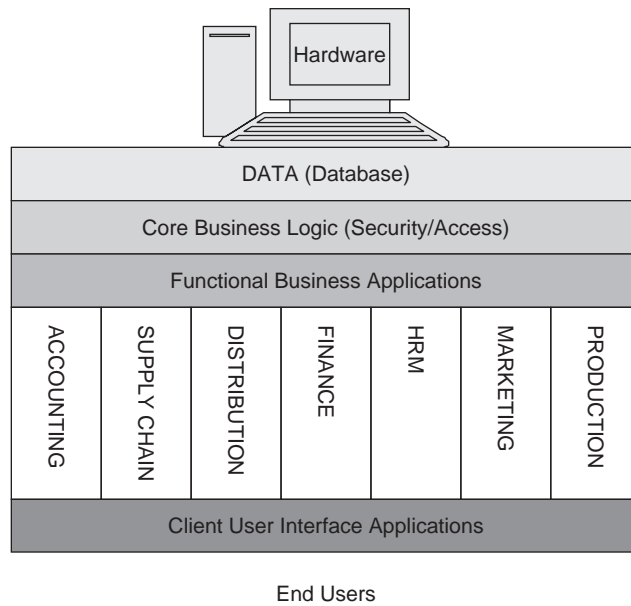 Hardware
DATA (Database)
Core Business Logic (Security/Access)
Functional Business Applications
ACCOUNTING
SUPPLY CHAIN
DISTRIBUTION
FINANCE
HRM
MARKETING
PRODUCTION
Client User Interface Applications
End Users